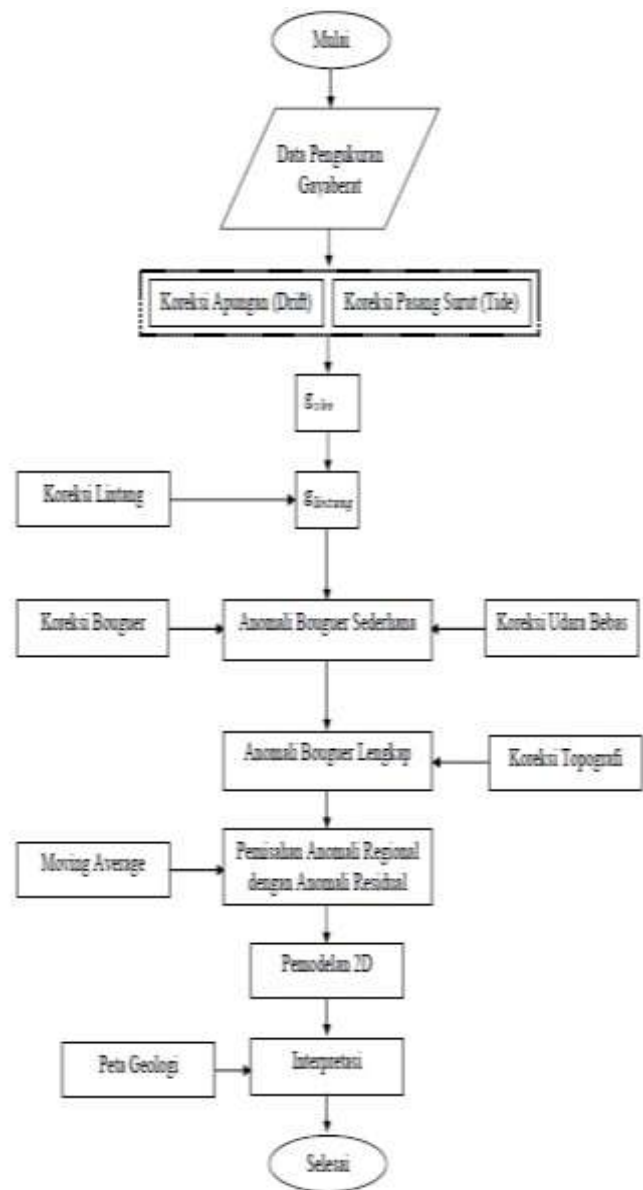 Mulai
Data Pengukuran
Gayaberat
Koreksi Apungan (Drift)
Koreksi Pasang Surut (Tide)
g
Koreksi Lintang
g lintang
Koreksi Bouguer
Anomali Bouguer Sederhana
Koreksi Udara Bebas
Anomali Bouguer Lengkap
Koreksi Topografi
Moving Average
Pemisahan Anomali Regional
dengan Anomali Residual
Pemodelan 2D
Peta Geologi
Interpretasi
Selesai